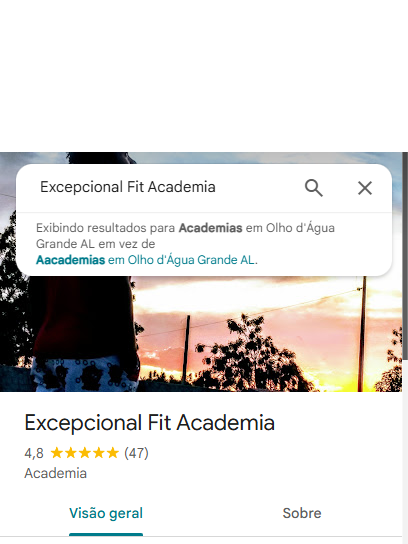 Excepcional Fit Academia
Exibindo resultados para Academias em Olho d'Água
Grande AL em vez de
Aacademias em Olho d'Água Grande AL.
Excepcional Fit Academia
4,8 ★★★★★ (47)
Academia
Visão geral Sobre